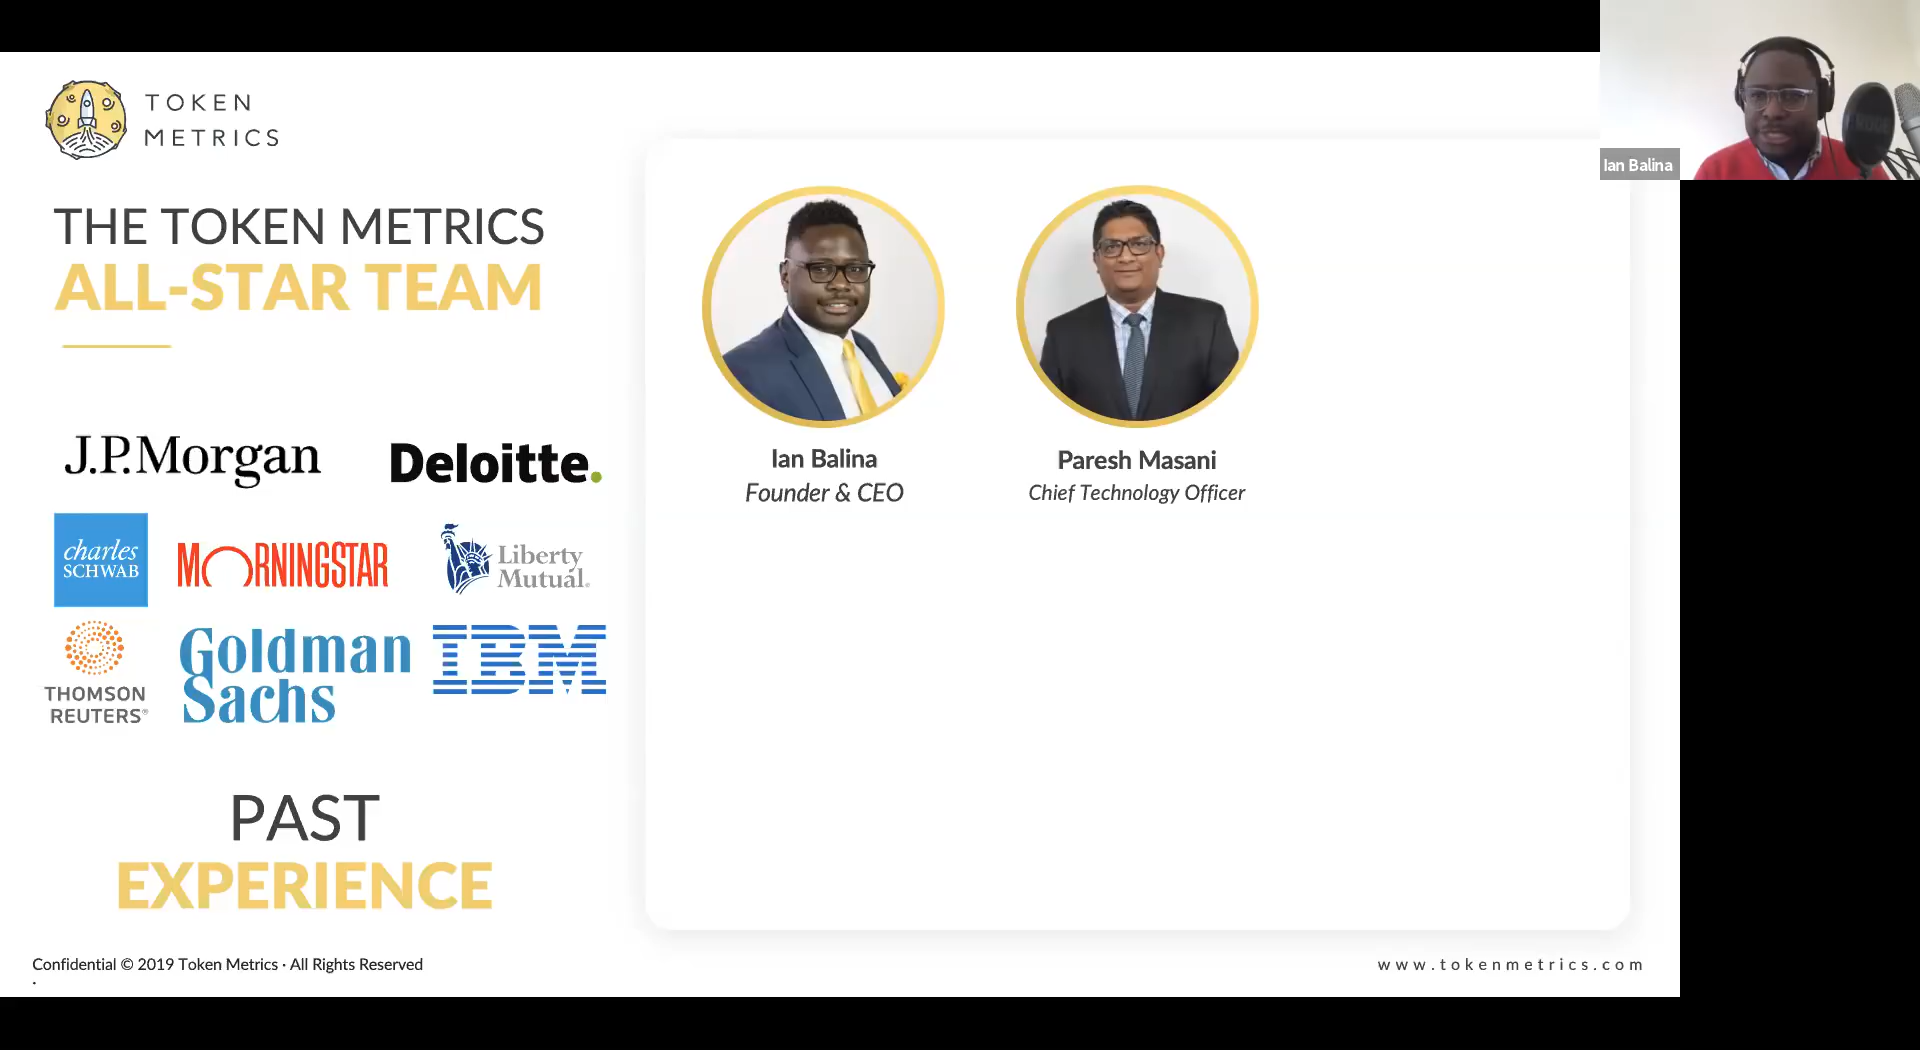 TOKEN
METRICS
THE TOKEN METRICS
ALL-STAR TEAM
J.P.Morgan
Deloitte.
charles
SCHWAB
MORNINGSTAR
Liberty
Mutual®
THOMSON
REUTERS®
Goldman
Sachs
IBM
PAST
EXPERIENCE
Ian Balina
Founder & CEO
Paresh Masani
Chief Technology Officer
Ian Balina
RODE
Confidential © 2019 Token Metrics · All Rights Reserved
.
www.tokenmetrics.com